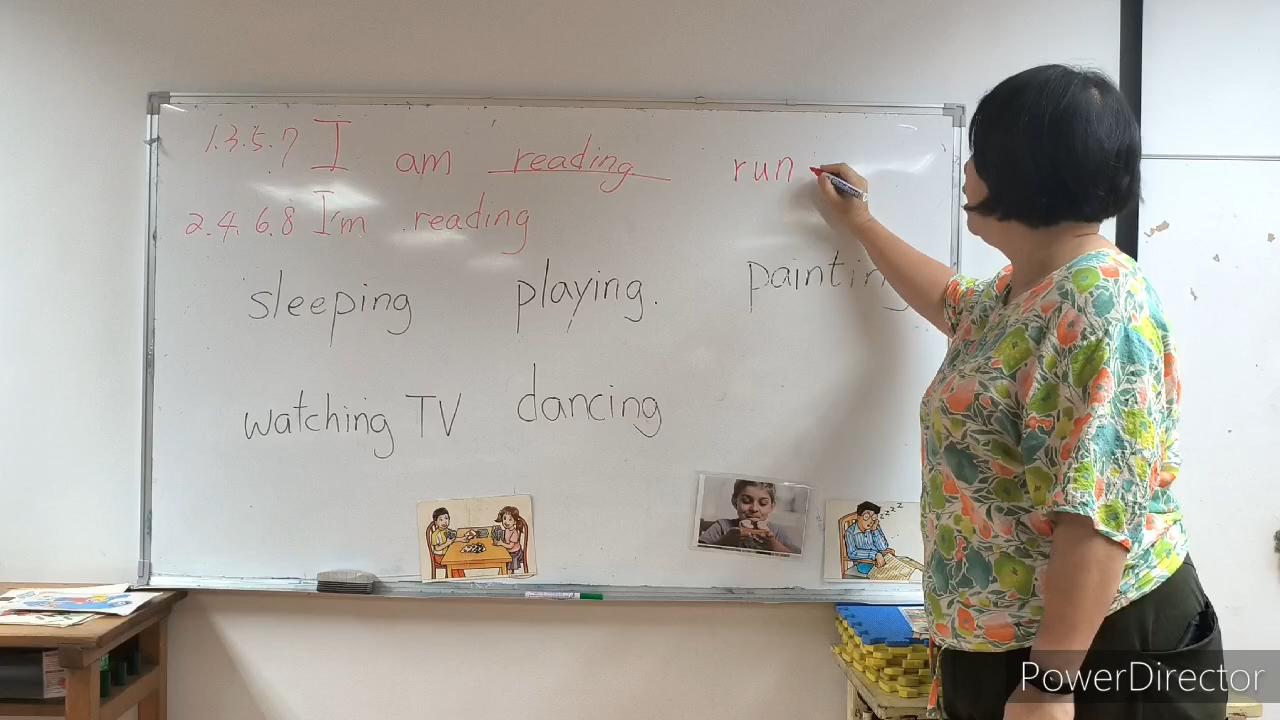 1.3.5.7 I am reading run
2.4.6.8 I'm reading
sleeping playing. painting
watching TV dancing
zzzz
PowerDirector